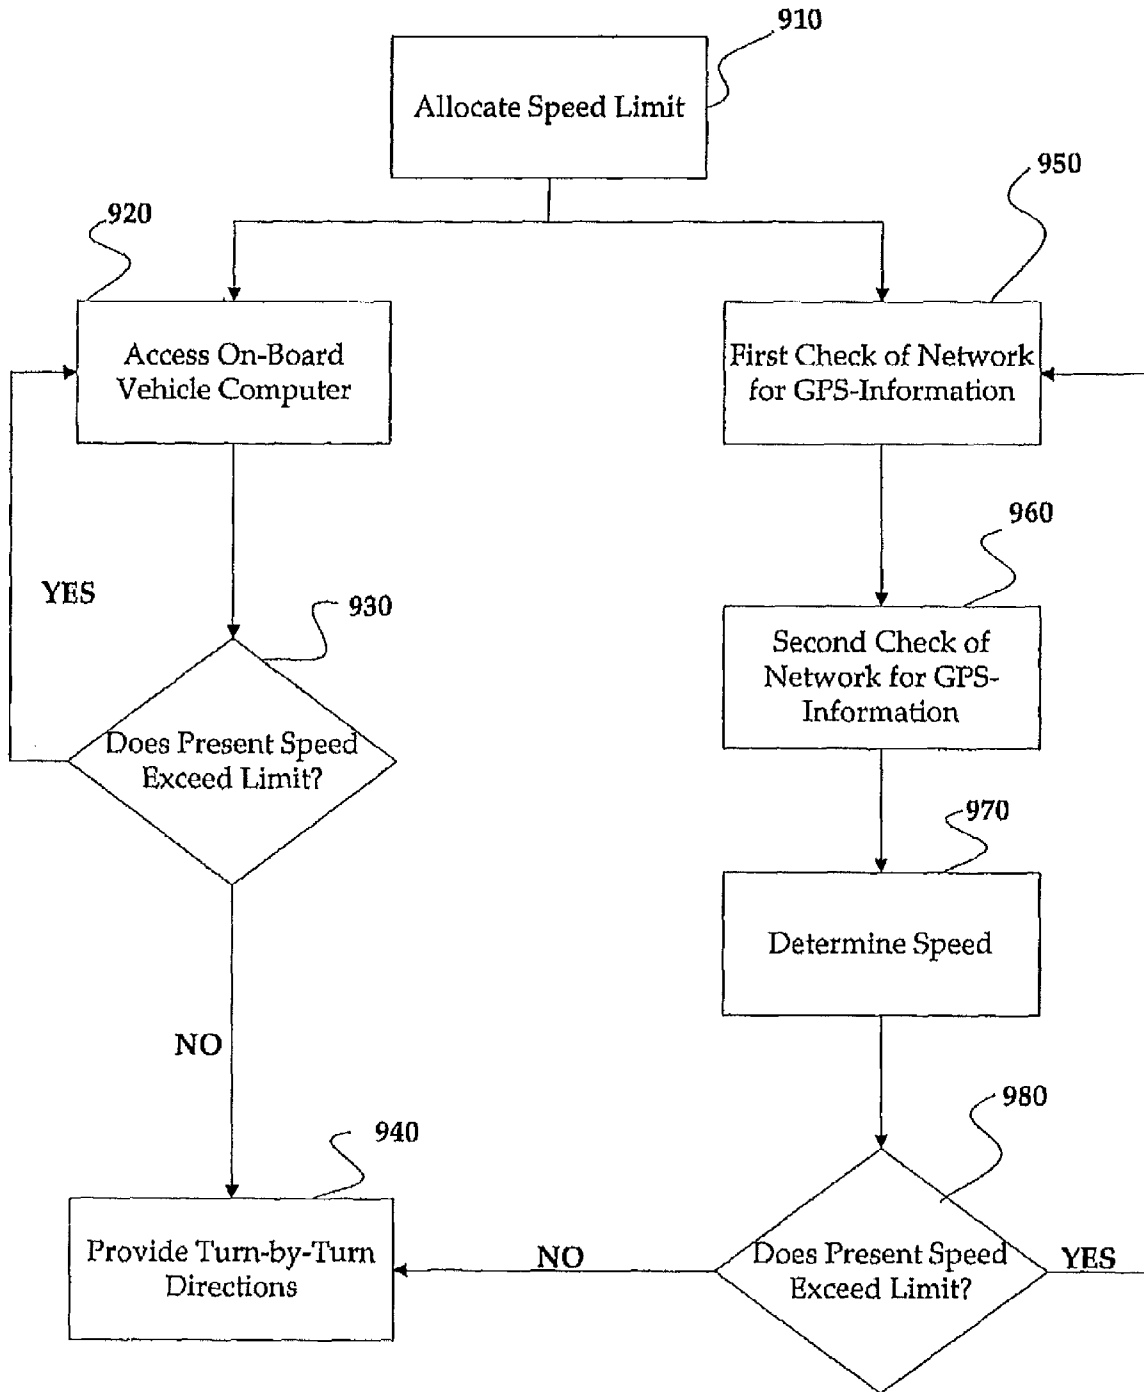 910
Allocate Speed Limit
950
920
Access On-Board
Vehicle Computer
First Check of Network
for GPS-Information
960
YES
930
Second Check of
Network for GPS-
Information
Does Present Speed
Exceed Limit?
970
Determine Speed
NO
980
940
Provide Turn-by-Turn
Directions
NO
Does Present Speed
Exceed Limit?
YES